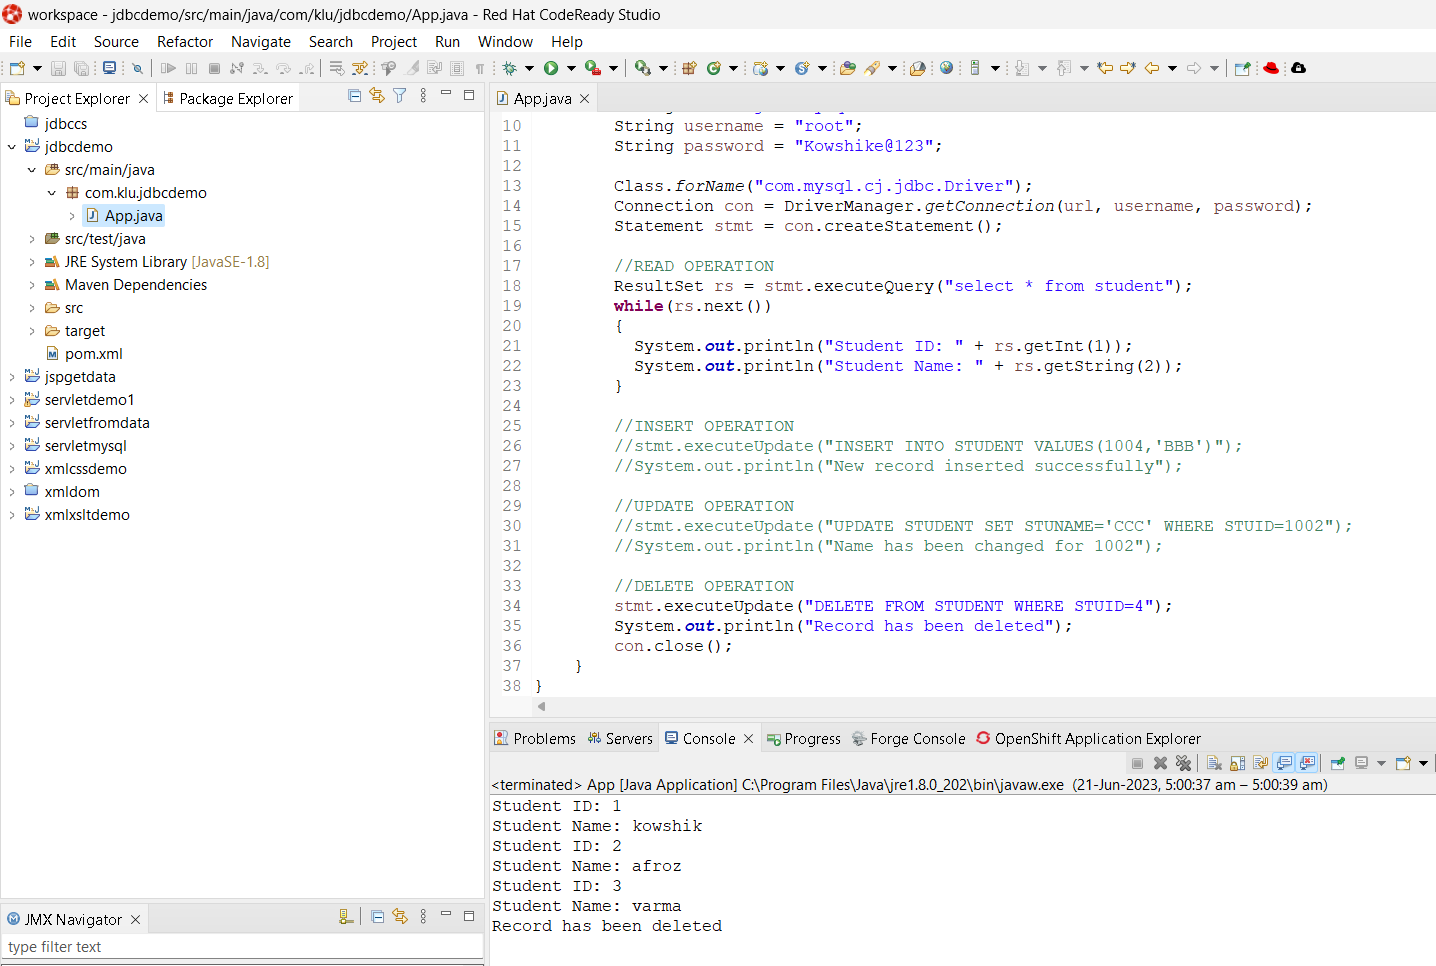 workspace - jdbcdemo/src/main/java/com/klu/jdbcdemo/App.java - Red Hat CodeReady Studio
File Edit Source Refactor Navigate Search Project Run Window Help
Project Explorer
Package Explorer
jdbccs
jdbcdemo
src/main/java
com.klu.jdbcdemo
App.java
src/test/java
JRE System Library [JavaSE-1.8]
Maven Dependencies
src
target
pom.xml
jspgetdata
servletdemo1
servletfromdata
servletmysql
xmlcssdemo
xmldom
xmlxsltdemo
JMX Navigator
type filter text
App.java
10 String username = "root";
11 String password = "Kowshike@123";
12
13 Class.forName("com.mysql.cj.jdbc.Driver");
14 Connection con = DriverManager.getConnection(url, username, password);
15 Statement stmt = con.createStatement();
16
17 //READ OPERATION
18 ResultSet rs = stmt.executeQuery("select * from student");
19 while(rs.next())
20 {
21 System.out.println("Student ID: " + rs.getInt(1));
22 System.out.println("Student Name: " + rs.getString(2));
23 }
24
25 //INSERT OPERATION
26 //stmt.executeUpdate("INSERT INTO STUDENT VALUES(1004,'BBB')");
27 //System.out.println("New record inserted successfully");
28
29 //UPDATE OPERATION
30 //stmt.executeUpdate("UPDATE STUDENT SET STUNAME='CCC' WHERE STUID=1002");
31 //System.out.println("Name has been changed for 1002");
32
33 //DELETE OPERATION
34 stmt.executeUpdate("DELETE FROM STUDENT WHERE STUID=4");
35 System.out.println("Record has been deleted");
36 con.close();
37 }
38 }
Problems Servers Console Progress Forge Console OpenShift Application Explorer
<terminated> App [Java Application] C:\Program Files\Java\jre1.8.0_202\bin\javaw.exe (21-Jun-2023, 5:00:37 am – 5:00:39 am)
Student ID: 1
Student Name: kowshik
Student ID: 2
Student Name: afroz
Student ID: 3
Student Name: varma
Record has been deleted